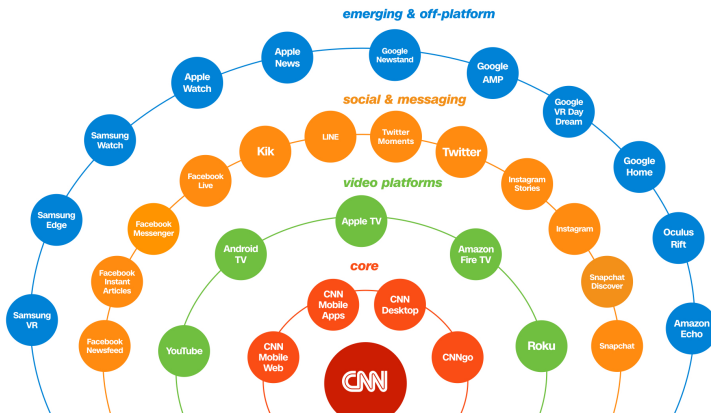 emerging & off-platform
Samsung
VR
Samsung
Edge
Samsung
Watch
Apple
Watch
Apple
News
Google
Newstand
Google
AMP
Google
VR Day
Dream
Google
Home
Oculus
Rift
Amazon
Echo
social & messaging
Facebook
Newsfeed
Facebook
Instant
Articles
Facebook
Messenger
Facebook
Live
Kik
LINE
Twitter
Moments
Twitter
Instagram
Stories
Instagram
Snapchat
Discover
Snapchat
video platforms
YouTube
Android
TV
Apple TV
Amazon
Fire TV
Roku
core
CNN
Mobile
Web
CNN
Mobile
Apps
CNN
Desktop
CNNgo
CNN